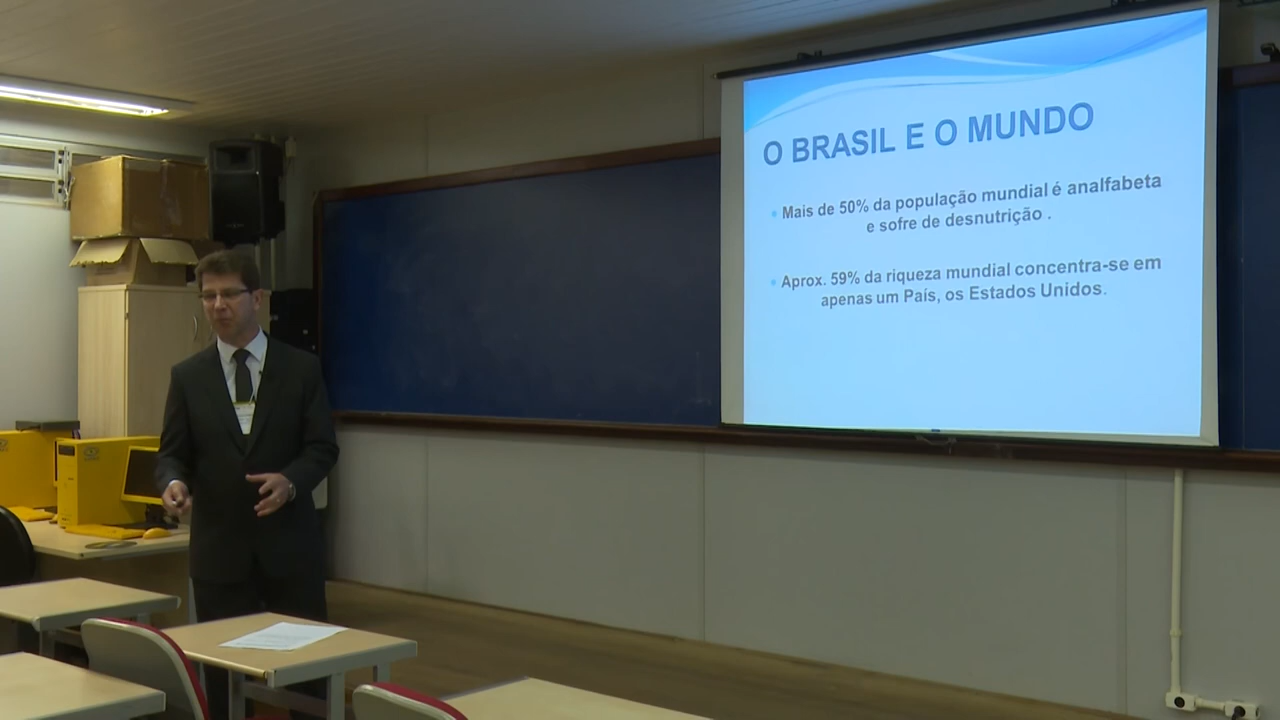 O BRASIL E O MUNDO
Mais de 50% da população mundial é analfabeta
e sofre de desnutrição .
Aprox. 59% da riqueza mundial concentra-se em
apenas um País, os Estados Unidos.